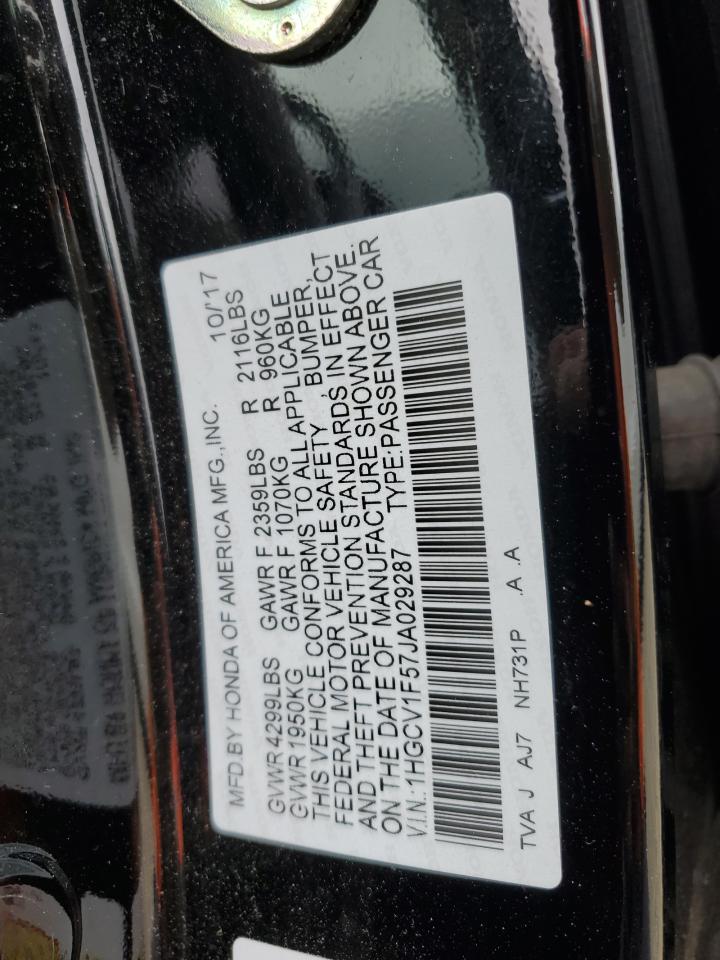 MFD.BY HONDA OF AMERICA MFG.,INC. 10/'17
GVWR 4299LBS GAWR F 2359LBS R 2116LBS
GVWR 1950KG GAWR F 1070KG R 960KG
THIS VEHICLE CONFORMS TO ALL APPLICABLE
FEDERAL MOTOR VEHICLE SAFETY, BUMPER,
AND THEFT PREVENTION STANDARDS IN EFFECT
ON THE DATE OF MANUFACTURE SHOWN ABOVE.
V.I.N.:1HGCV1F57JA029287 TYPE:PASSENGER CAR
TVA J AJ7 NH731P .A .A